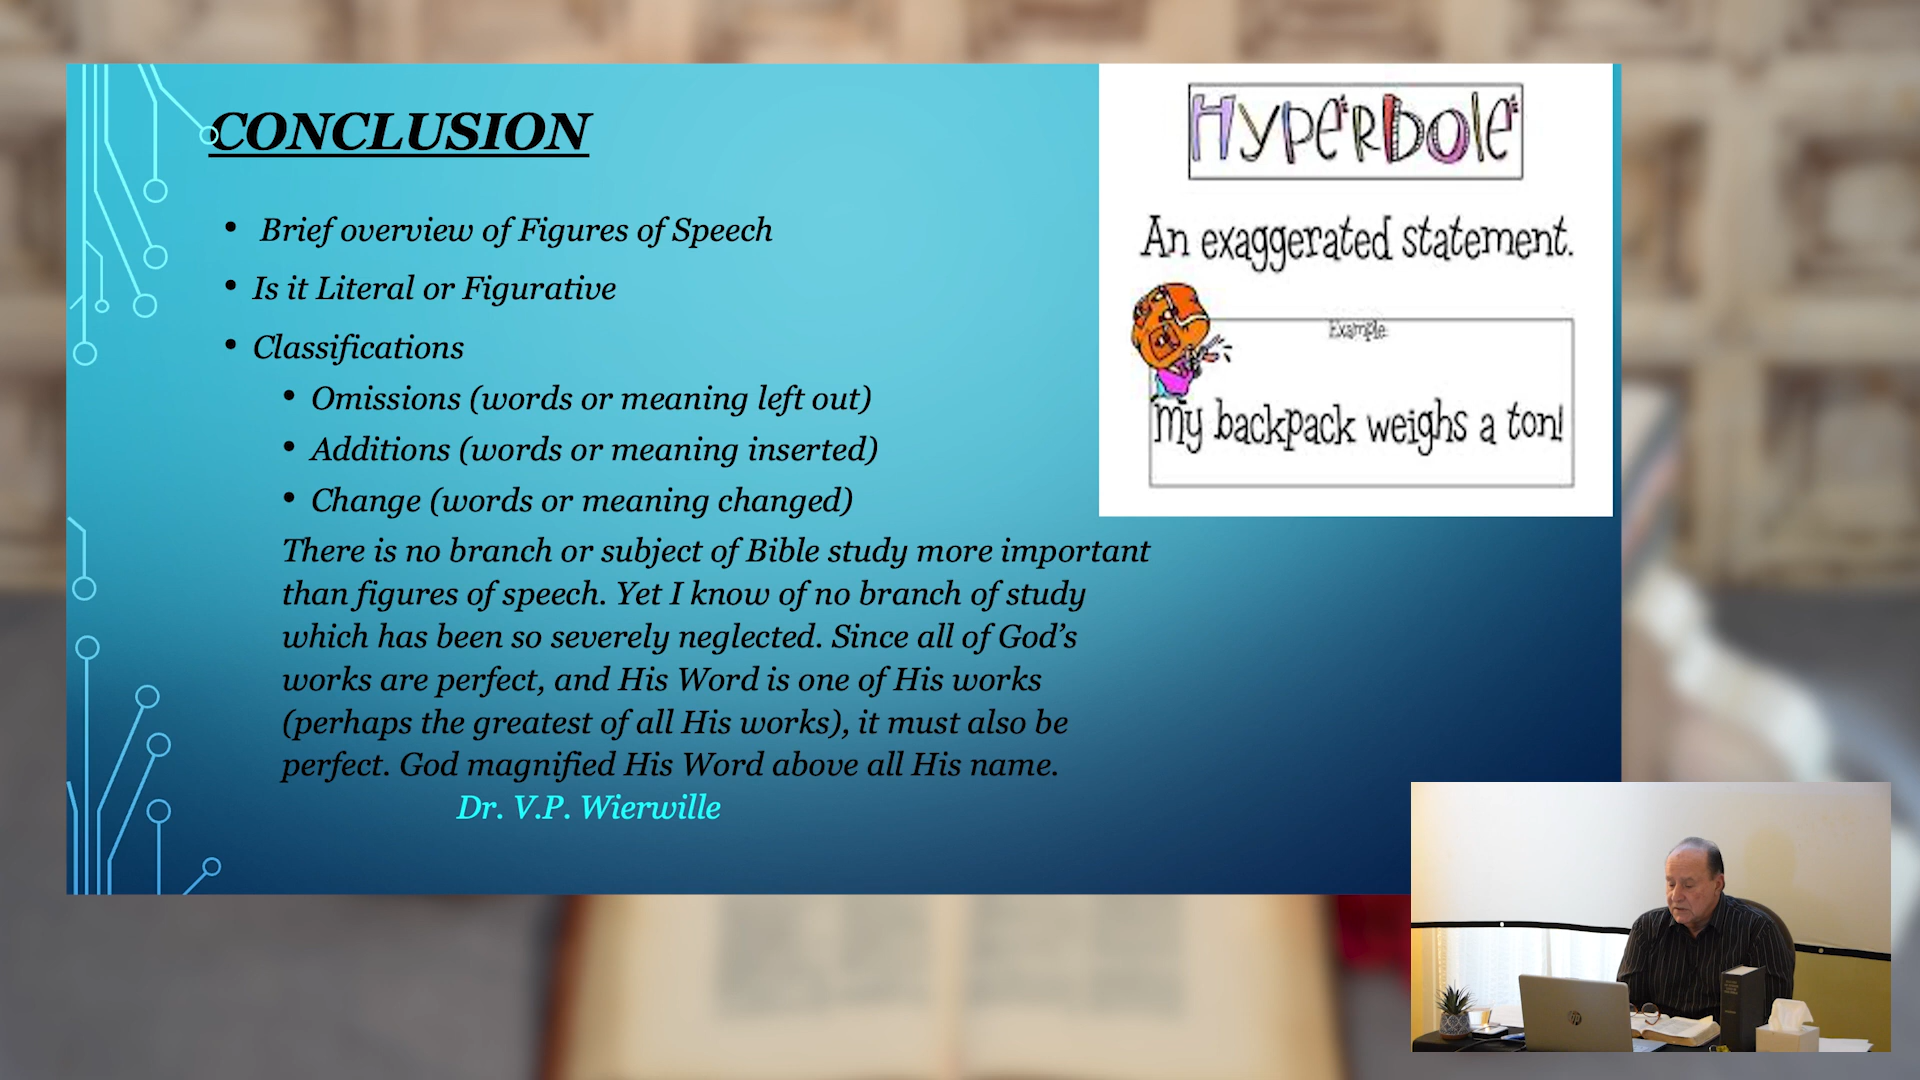 CONCLUSION
Brief overview of Figures of Speech
Is it Literal or Figurative
Classifications
Omissions (words or meaning left out)
Additions (words or meaning inserted)
Change (words or meaning changed)
There is no branch or subject of Bible study more important
than figures of speech. Yet I know of no branch of study
which has been so severely neglected. Since all of God’s
works are perfect, and His Word is one of His works
(perhaps the greatest of all His works), it must also be
perfect. God magnified His Word above all His name.
Dr. V.P. Wierwille
Hyperbole
An exaggerated statement.
Example:
My backpack weighs a ton!
hp